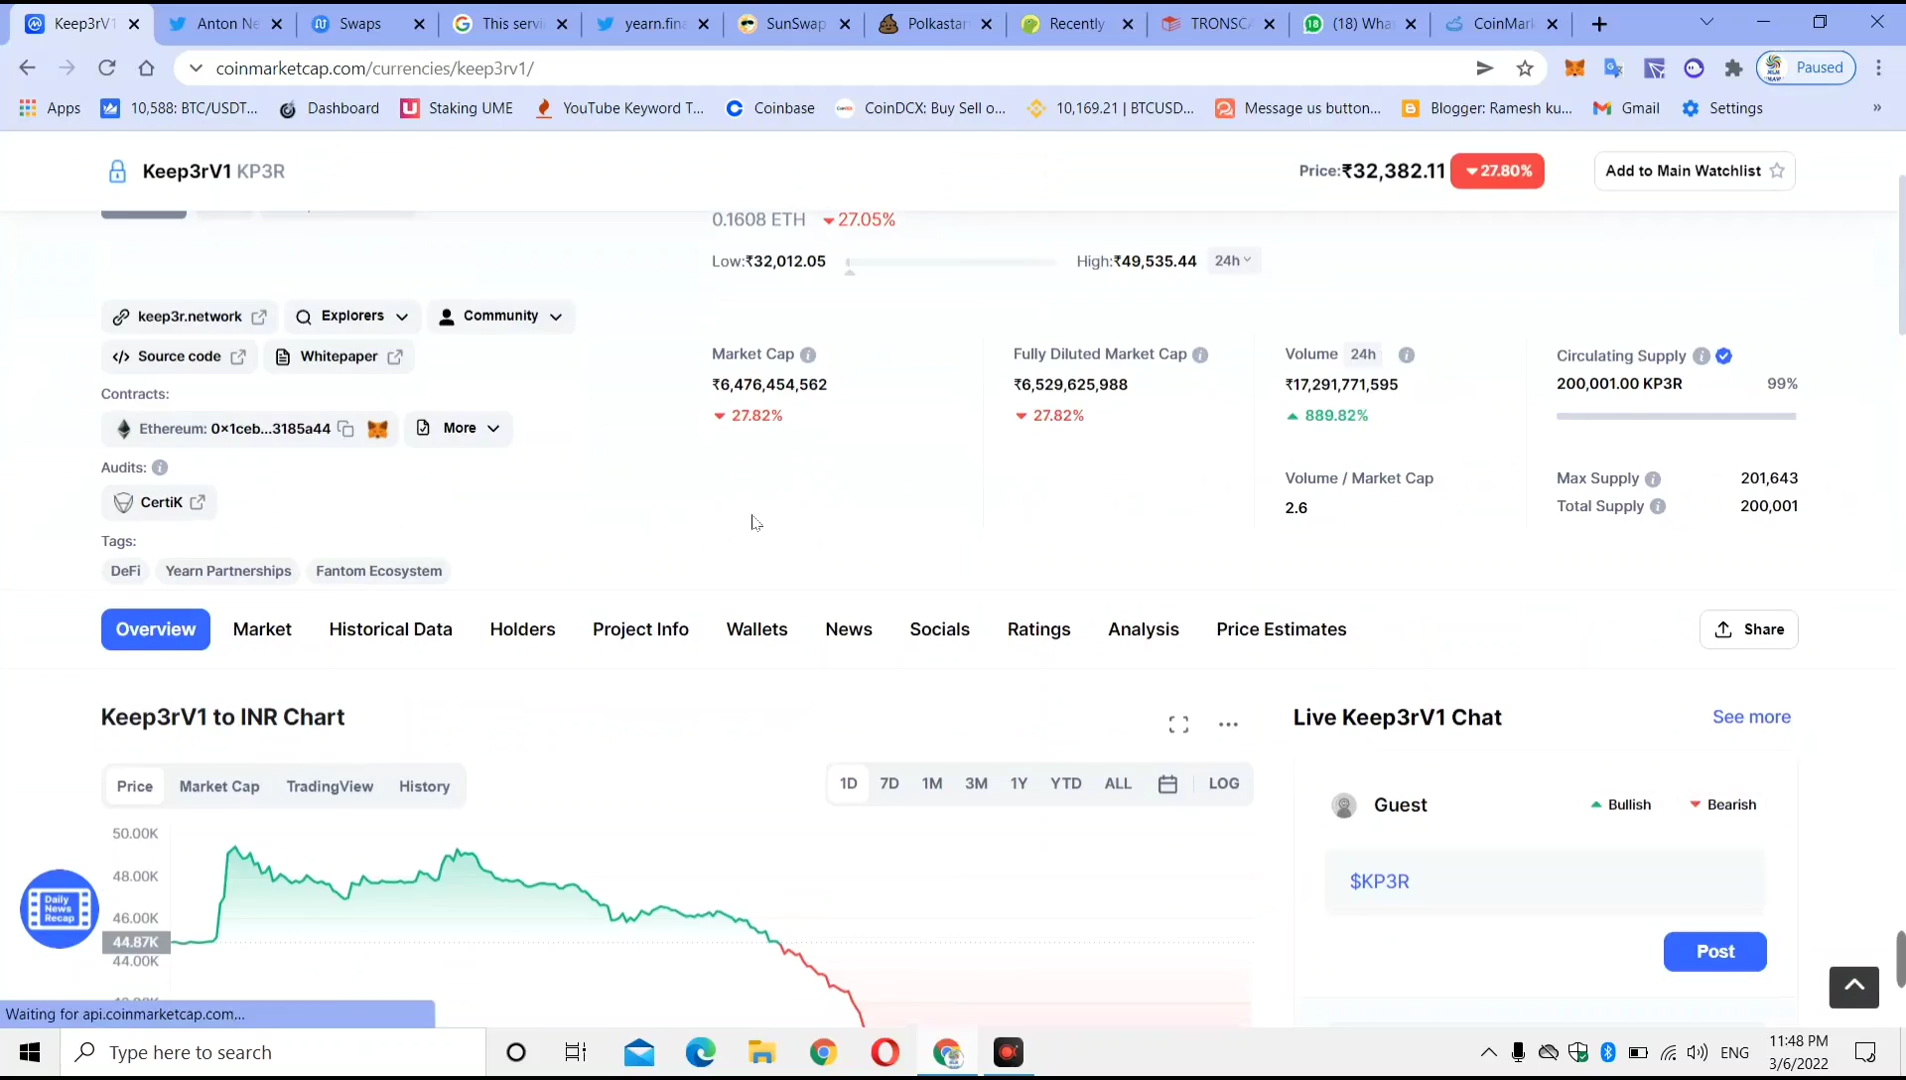 Keep3rV1
Anton Ne
Swaps
This servi
yearn.fina
SunSwap
Polkastar
Recently
TRONSCA
(18) Wha
CoinMark
coinmarketcap.com/currencies/keep3rv1/
Paused
Apps
10,588: BTC/USDT...
Dashboard
Staking UME
YouTube Keyword T...
Coinbase
CoinDCX: Buy Sell o...
10,169.21 | BTCUSD...
Message us button...
Blogger: Ramesh ku...
Gmail
Settings
»
Keep3rV1 KP3R
Price:₹32,382.11
27.80%
Add to Main Watchlist
0.1608 ETH 27.05%
Low:₹32,012.05
High:₹49,535.44
24h
keep3r.network
Explorers
Community
Source code
Whitepaper
Contracts:
Ethereum: 0x1ceb...3185a44
More
Audits:
CertiK
Tags:
DeFi
Yearn Partnerships
Fantom Ecosystem
Market Cap
₹6,476,454,562
27.82%
Fully Diluted Market Cap
₹6,529,625,988
27.82%
Volume 24h
₹17,291,771,595
889.82%
Volume / Market Cap
2.6
Circulating Supply
200,001.00 KP3R 99%
Max Supply 201,643
Total Supply 200,001
Overview
Market
Historical Data
Holders
Project Info
Wallets
News
Socials
Ratings
Analysis
Price Estimates
Share
Keep3rV1 to INR Chart
Price
Market Cap
TradingView
History
1D
7D
1M
3M
1Y
YTD
ALL
LOG
50.00K
48.00K
46.00K
44.87K
44.00K
Daily
News
Recap
Live Keep3rV1 Chat
See more
Guest
Bullish
Bearish
$KP3R
Post
Waiting for api.coinmarketcap.com...
Type here to search
ENG
11:48 PM
3/6/2022